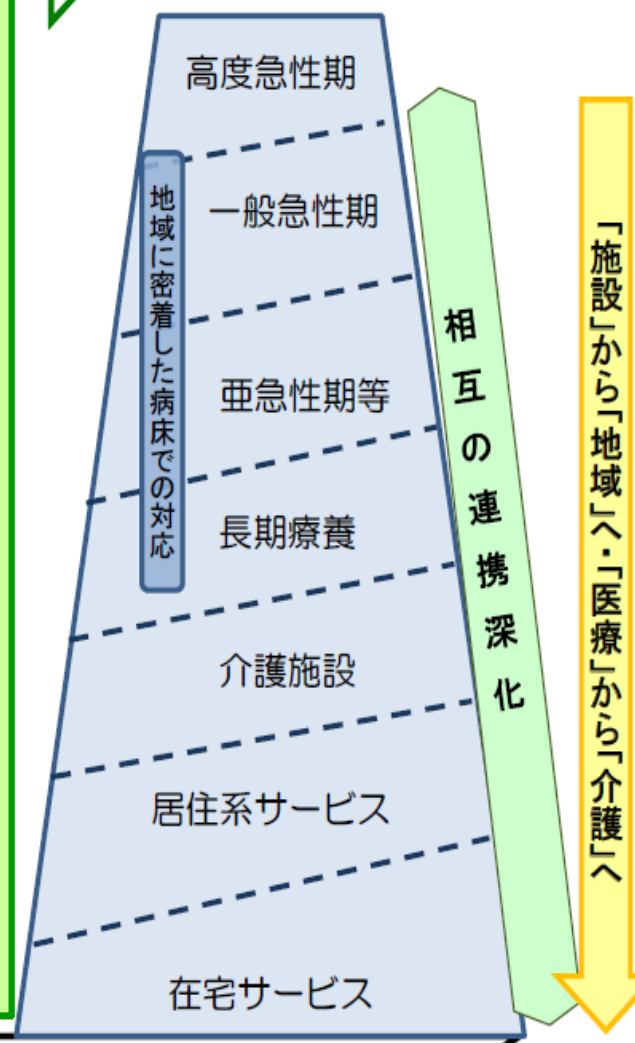 高度急性期
一般急性期
亜急性期等
長期療養
介護施設
居住系サービス
在宅サービス
地域に密着した病床での対応
相互の連携深化
「施設」から「地域」へ・「医療」から「介護」へ